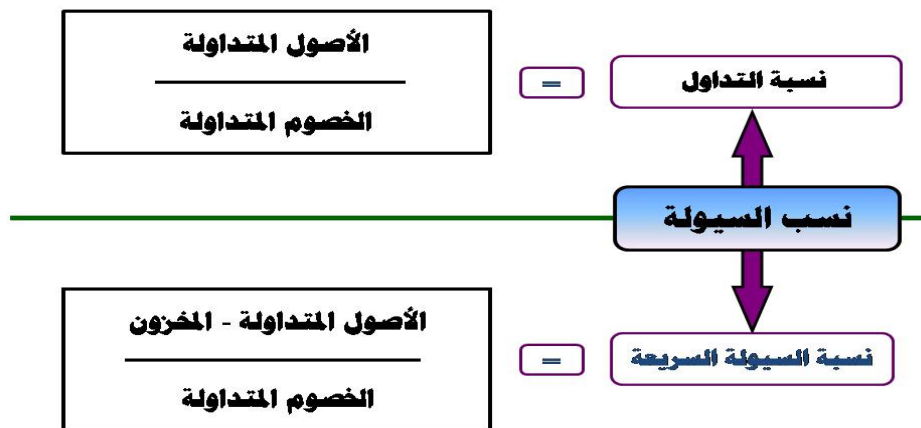 نسبة التداول
=
الأصول المتداولة
الخصوم المتداولة
نسب السيولة
نسبة السيولة السريعة
=
الأصول المتداولة - المخزون
الخصوم المتداولة